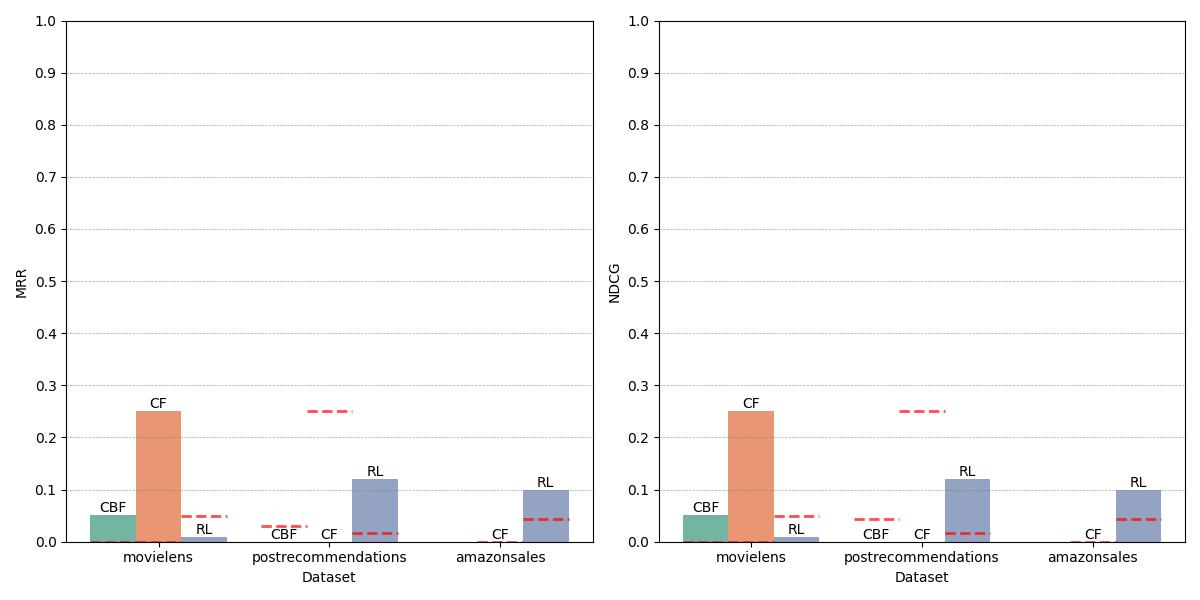 1.0
0.9
0.8
0.7
0.6
0.5
0.4
0.3
0.2
0.1
0.0
MRR
CBF
CF
RL
CBF
CF
RL
CF
RL
movielens
postrecommendations
amazonsales
Dataset
1.0
0.9
0.8
0.7
0.6
0.5
0.4
0.3
0.2
0.1
0.0
NDCG
CBF
CF
RL
CBF
CF
RL
CF
RL
movielens
postrecommendations
amazonsales
Dataset